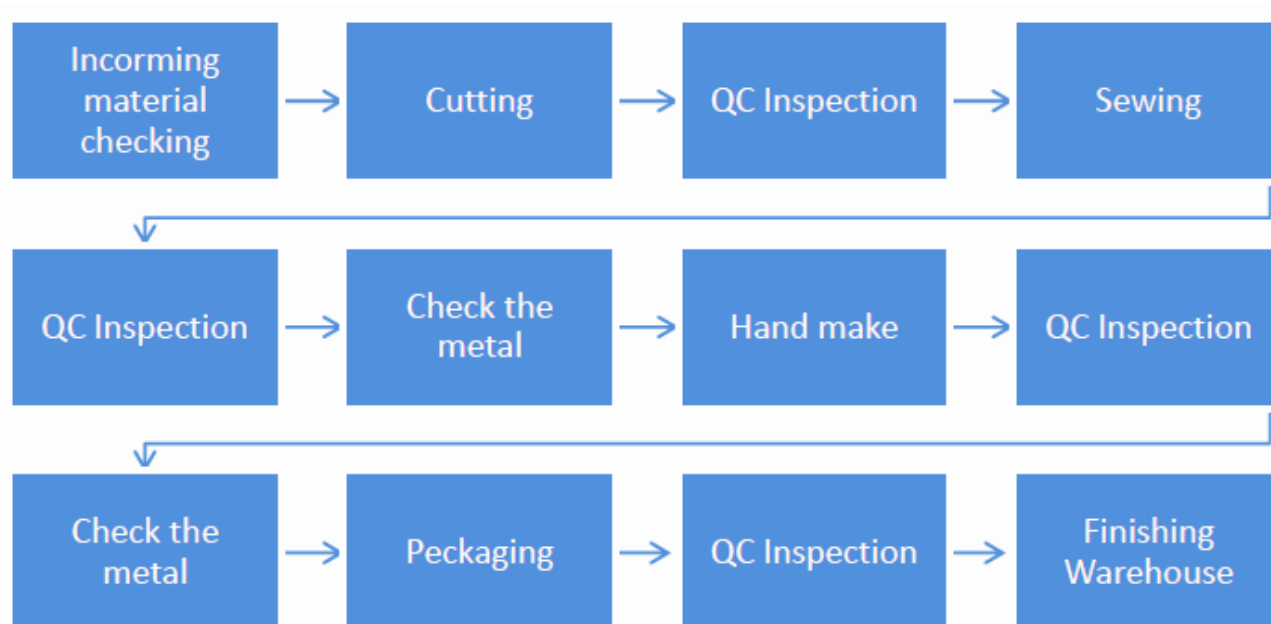 Incorming
material
checking
Cutting
QC Inspection
Sewing
QC Inspection
Check the
metal
Hand make
QC Inspection
Check the
metal
Peckaging
QC Inspection
Finishing
Warehouse